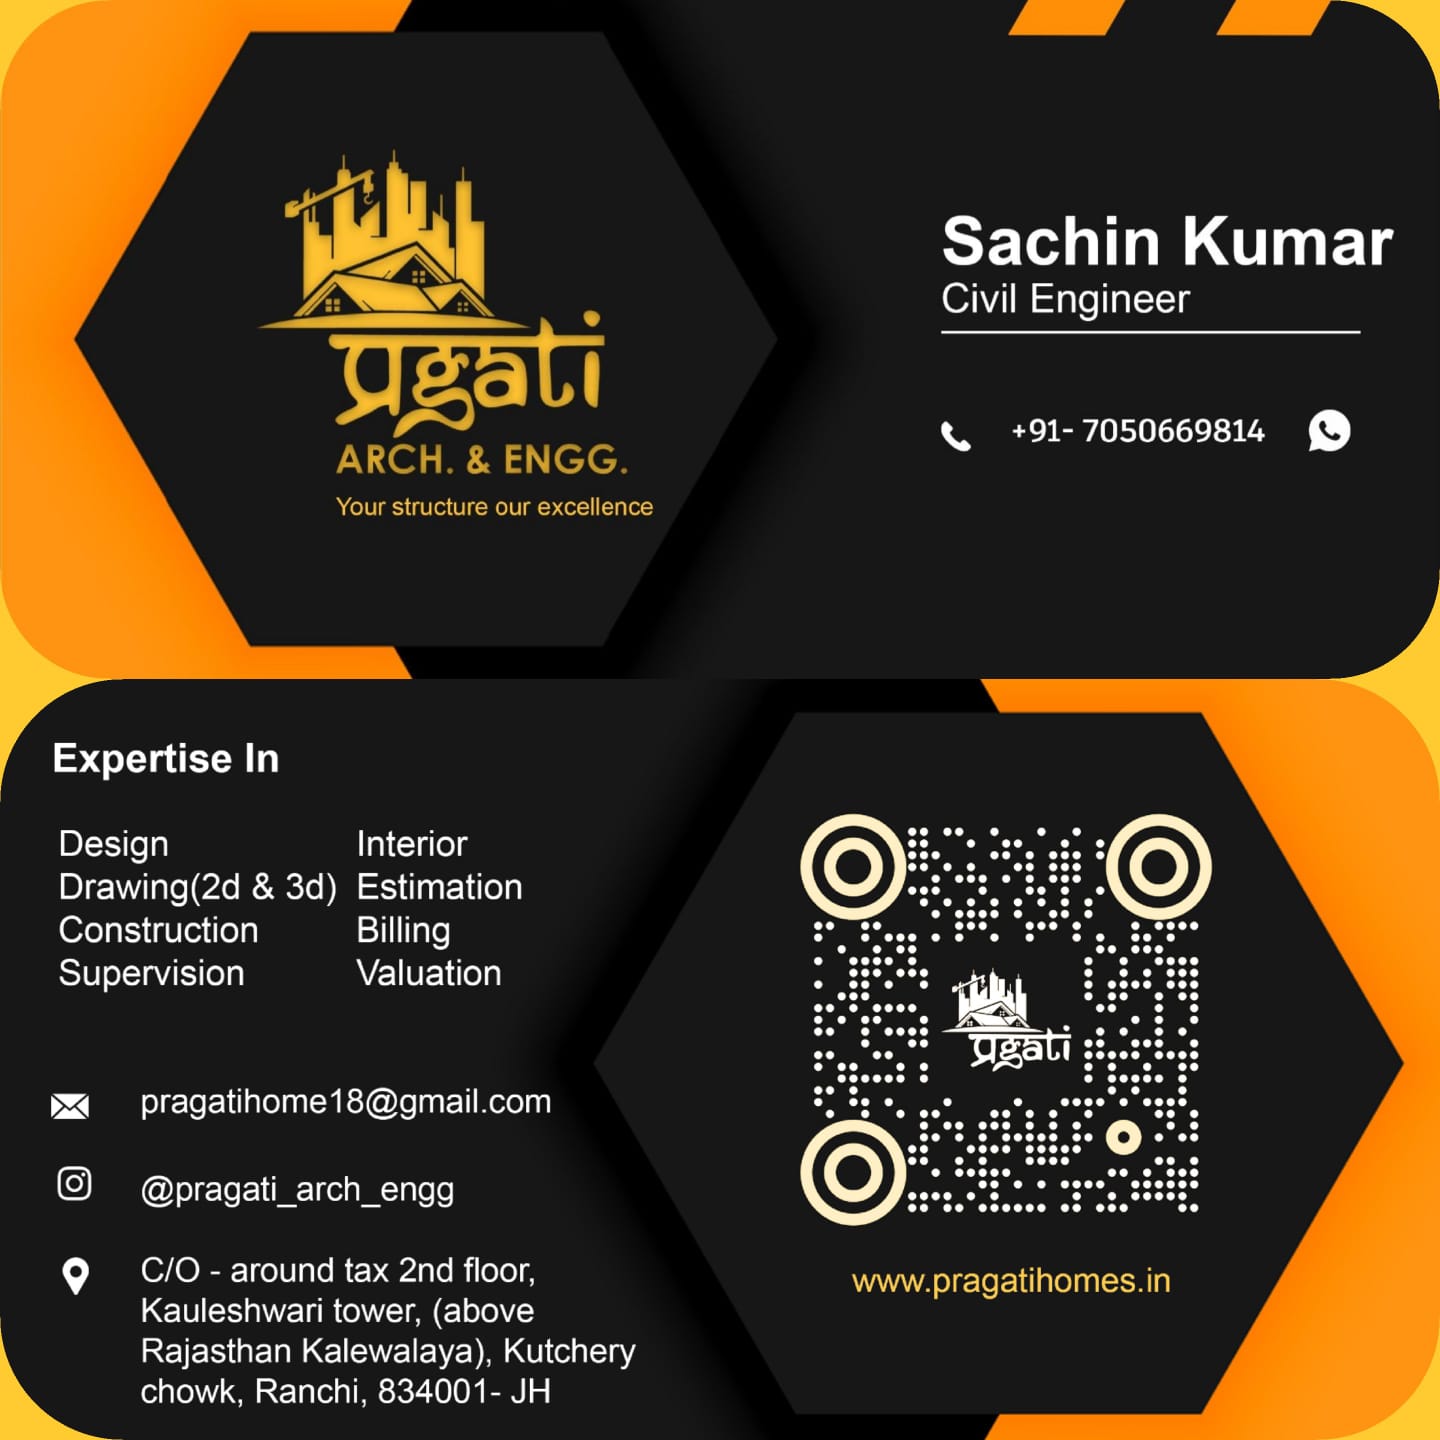 Pragati
ARCH. & ENGG.
Your structure our excellence
Sachin Kumar
Civil Engineer
+91- 7050669814
Expertise In
Design
Drawing(2d & 3d)
Construction
Supervision
Interior
Estimation
Billing
Valuation
pragatihome18@gmail.com
@pragati_arch_engg
C/O - around tax 2nd floor,
Kauleshwari tower, (above
Rajasthan Kalewalaya), Kutchery
chowk, Ranchi, 834001- JH
Pragati
www.pragatihomes.in